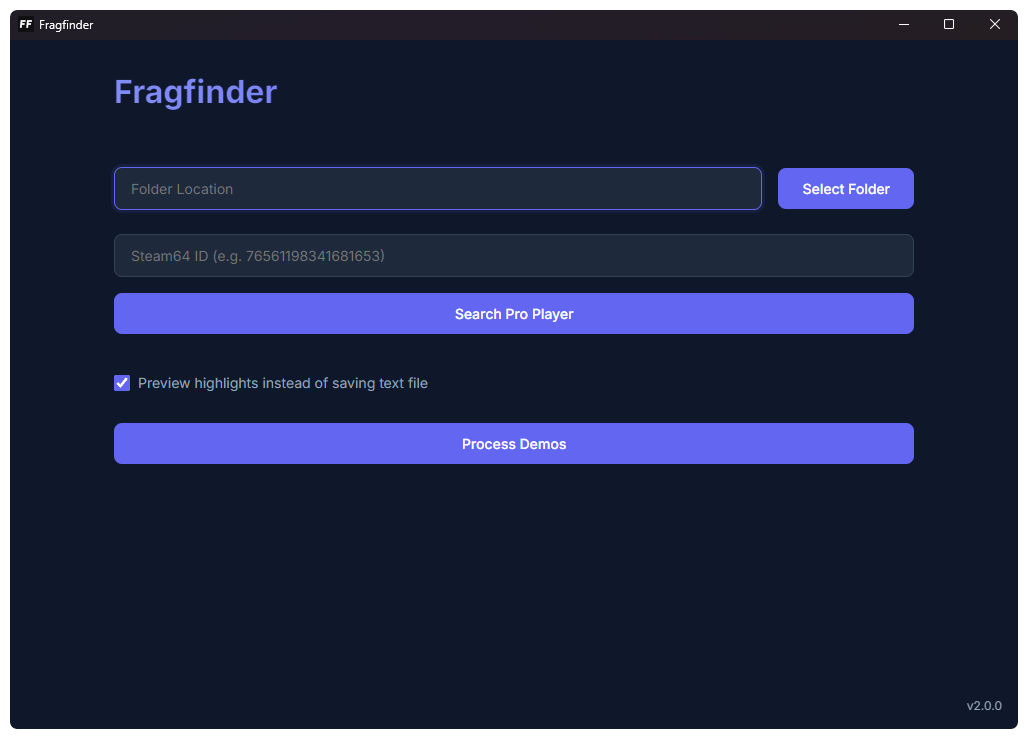 FF Fragfinder
Fragfinder
Folder Location
Select Folder
Steam64 ID (e.g. 76561198341681653)
Search Pro Player
Preview highlights instead of saving text file
Process Demos
v2.0.0